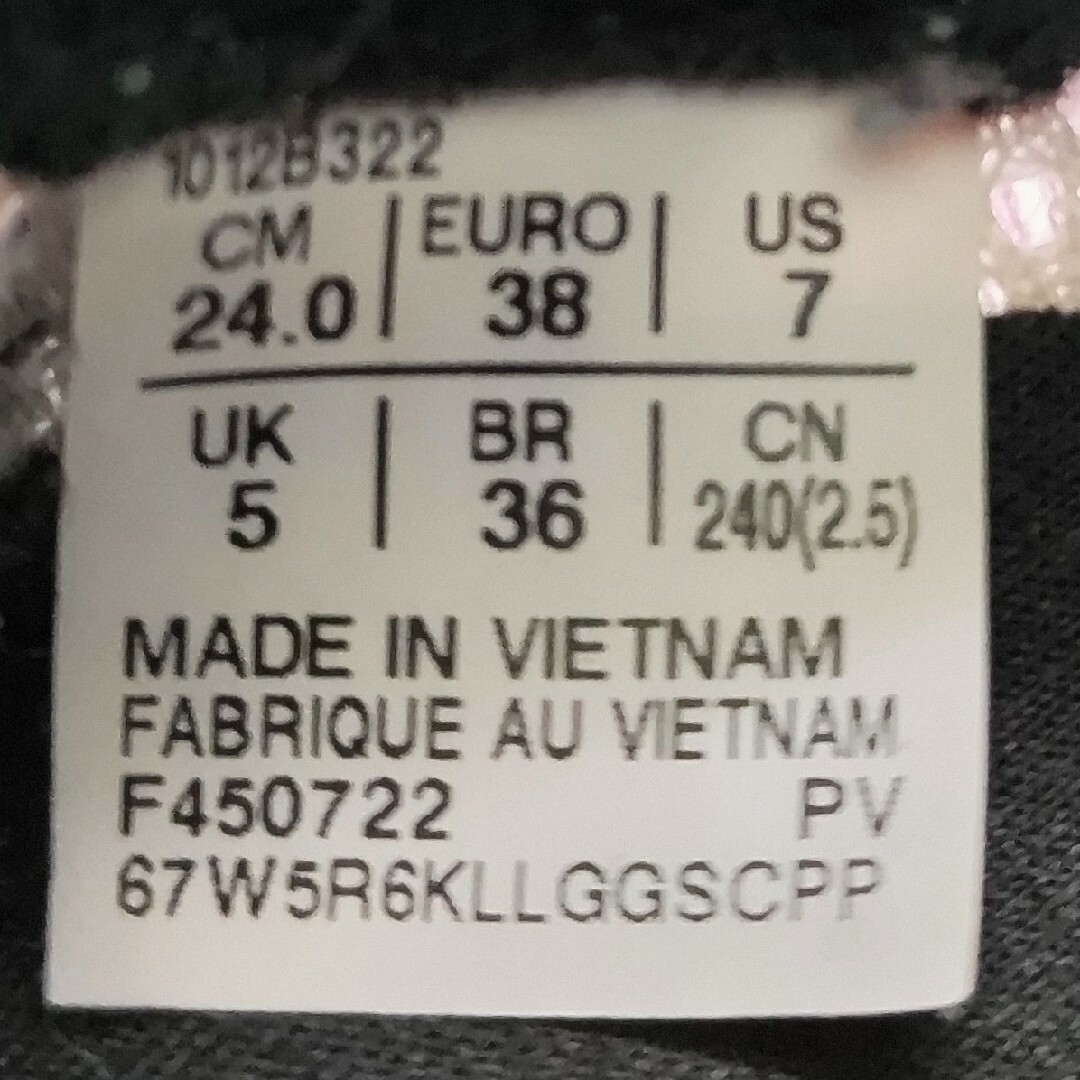 1012B322
CM | EURO | US
24.0 | 38 | 7
UK | BR | CN
5 | 36 | 240(2.5)
MADE IN VIETNAM
FABRIQUE AU VIETNAM
F450722 PV
67W5R6KLLGGSCPP